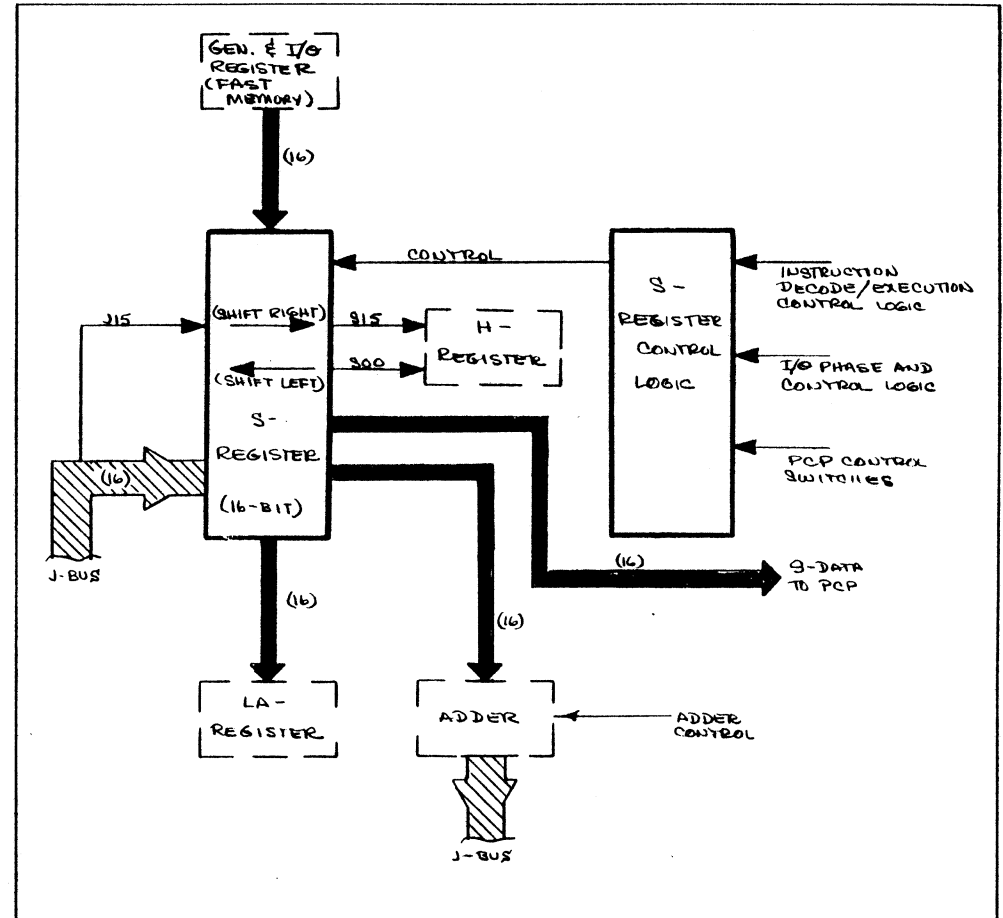 GEN. & I/O
REGISTER
(FAST
MEMORY)
(16)
CONTROL
S-
REGISTER
CONTROL
LOGIC
INSTRUCTION
DECODE/EXECUTION
CONTROL LOGIC
I/O PHASE AND
CONTROL LOGIC
PCP CONTROL
SWITCHES
J15
(SHIFT RIGHT)
S15
H-
REGISTER
(SHIFT LEFT)
S00
S-
REGISTER
(16-BIT)
(16)
J-BUS
(16)
S-DATA
TO PCP
(16)
(16)
LA-
REGISTER
ADDER
ADDER
CONTROL
J-BUS